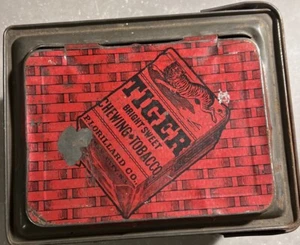 TIGER
BRIGHT SWEET
CHEWING TOBACCO
P. LORILLARD CO.